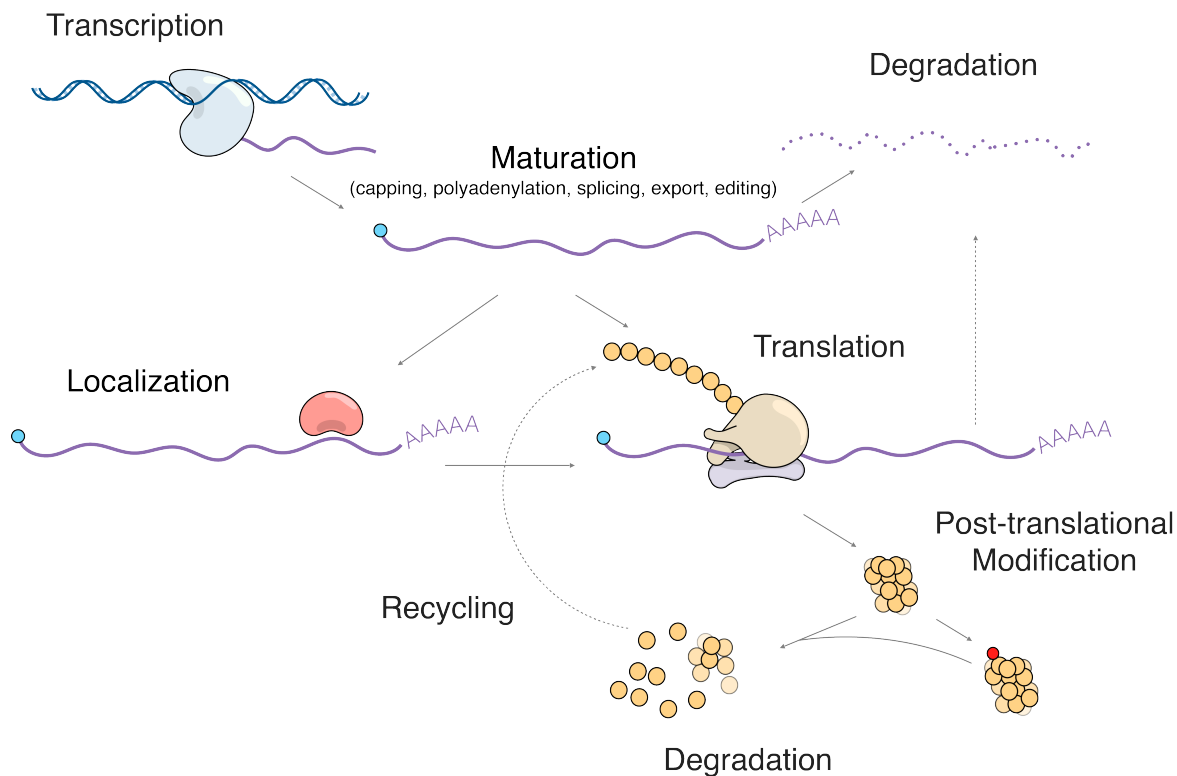 Transcription
Degradation
Maturation
(capping, polyadenylation, splicing, export, editing)
AAAAA
Translation
Localization
AAAAA
AAAAA
Post-translational
Modification
Recycling
Degradation